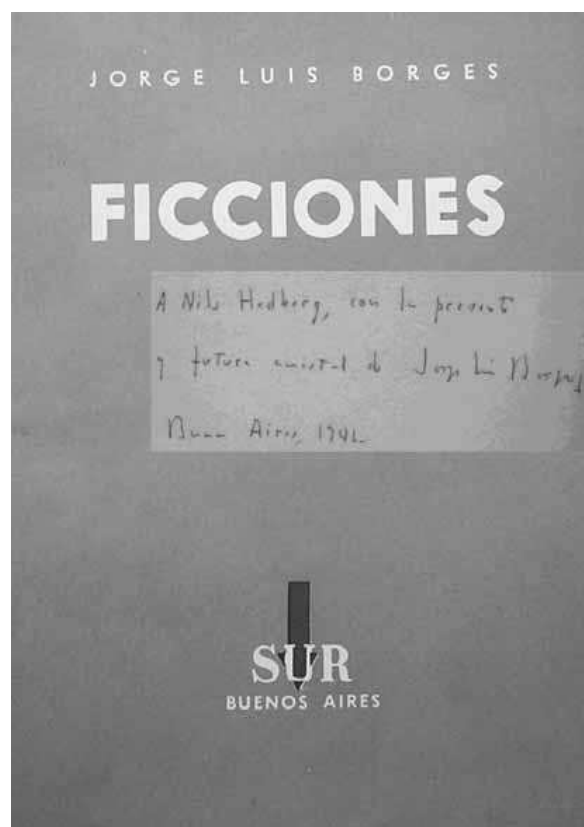 JORGE LUIS BORGES
FICCIONES
A Nils Hedberg, con la presente
y futura amistad de Jorge Luis Borges
Buenos Aires,
SUR
BUENOS AIRES